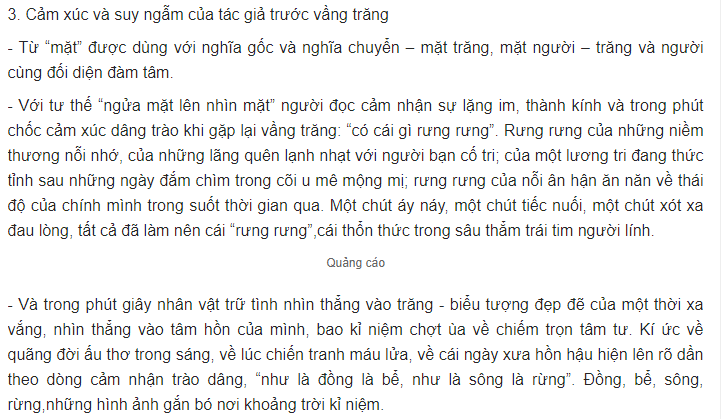 3. Cảm xúc và suy ngẫm của tác giả trước vầng trăng
- Từ “mặt” được dùng với nghĩa gốc và nghĩa chuyển – mặt trăng, mặt người – trăng và người
cùng đối diện đàm tâm.
- Với tư thế “ngửa mặt lên nhìn mặt” người đọc cảm nhận sự lặng im, thành kính và trong phút
chốc cảm xúc dâng trào khi gặp lại vầng trăng: “có cái gì rưng rưng”. Rưng rưng của những niềm
thương nỗi nhớ, của những lãng quên lạnh nhạt với người bạn cố tri; của một lương tri đang thức
tỉnh sau những ngày đắm chìm trong cõi u mê mộng mị; rưng rưng của nỗi ân hận ăn năn về thái
độ của chính mình trong suốt thời gian qua. Một chút áy náy, một chút tiếc nuối, một chút xót xa
đau lòng, tất cả đã làm nên cái “rưng rưng”,cái thổn thức trong sâu thẳm trái tim người lính.
Quảng cáo
- Và trong phút giây nhân vật trữ tình nhìn thẳng vào trăng - biểu tượng đẹp đẽ của một thời xa
vắng, nhìn thẳng vào tâm hồn của mình, bao kỉ niệm chợt ùa về chiếm trọn tâm tư. Kí ức về
quãng đời ấu thơ trong sáng, về lúc chiến tranh máu lửa, về cái ngày xưa hồn hậu hiện lên rõ dần
theo dòng cảm nhận trào dâng, “như là đồng là bể, như là sông là rừng”. Đồng, bể, sông,
rừng,những hình ảnh gắn bó nơi khoảng trời kỉ niệm.